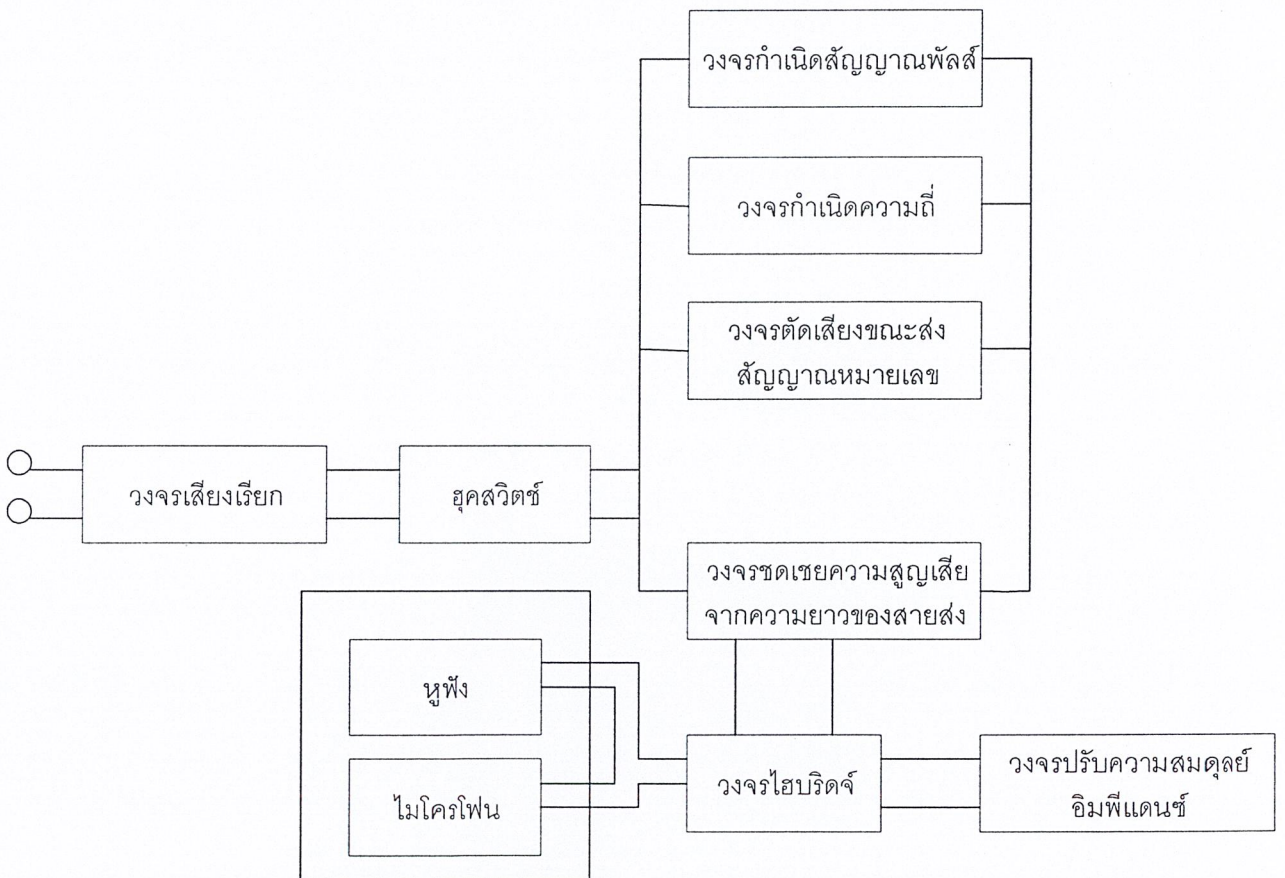 วงจรกำเนิดสัญญาณพัลส์
วงจรกำเนิดความถี่
วงจรตัดเสียงขณะส่ง
สัญญาณหมายเลข
วงจรเสียงเรียก
ฮุคสวิตช์
วงจรชดเชยความสูญเสีย
จากความยาวของสายส่ง
หูฟัง
ไมโครโฟน
วงจรไฮบริดจ์
วงจรปรับความสมดุลย์
อิมพีแดนซ์